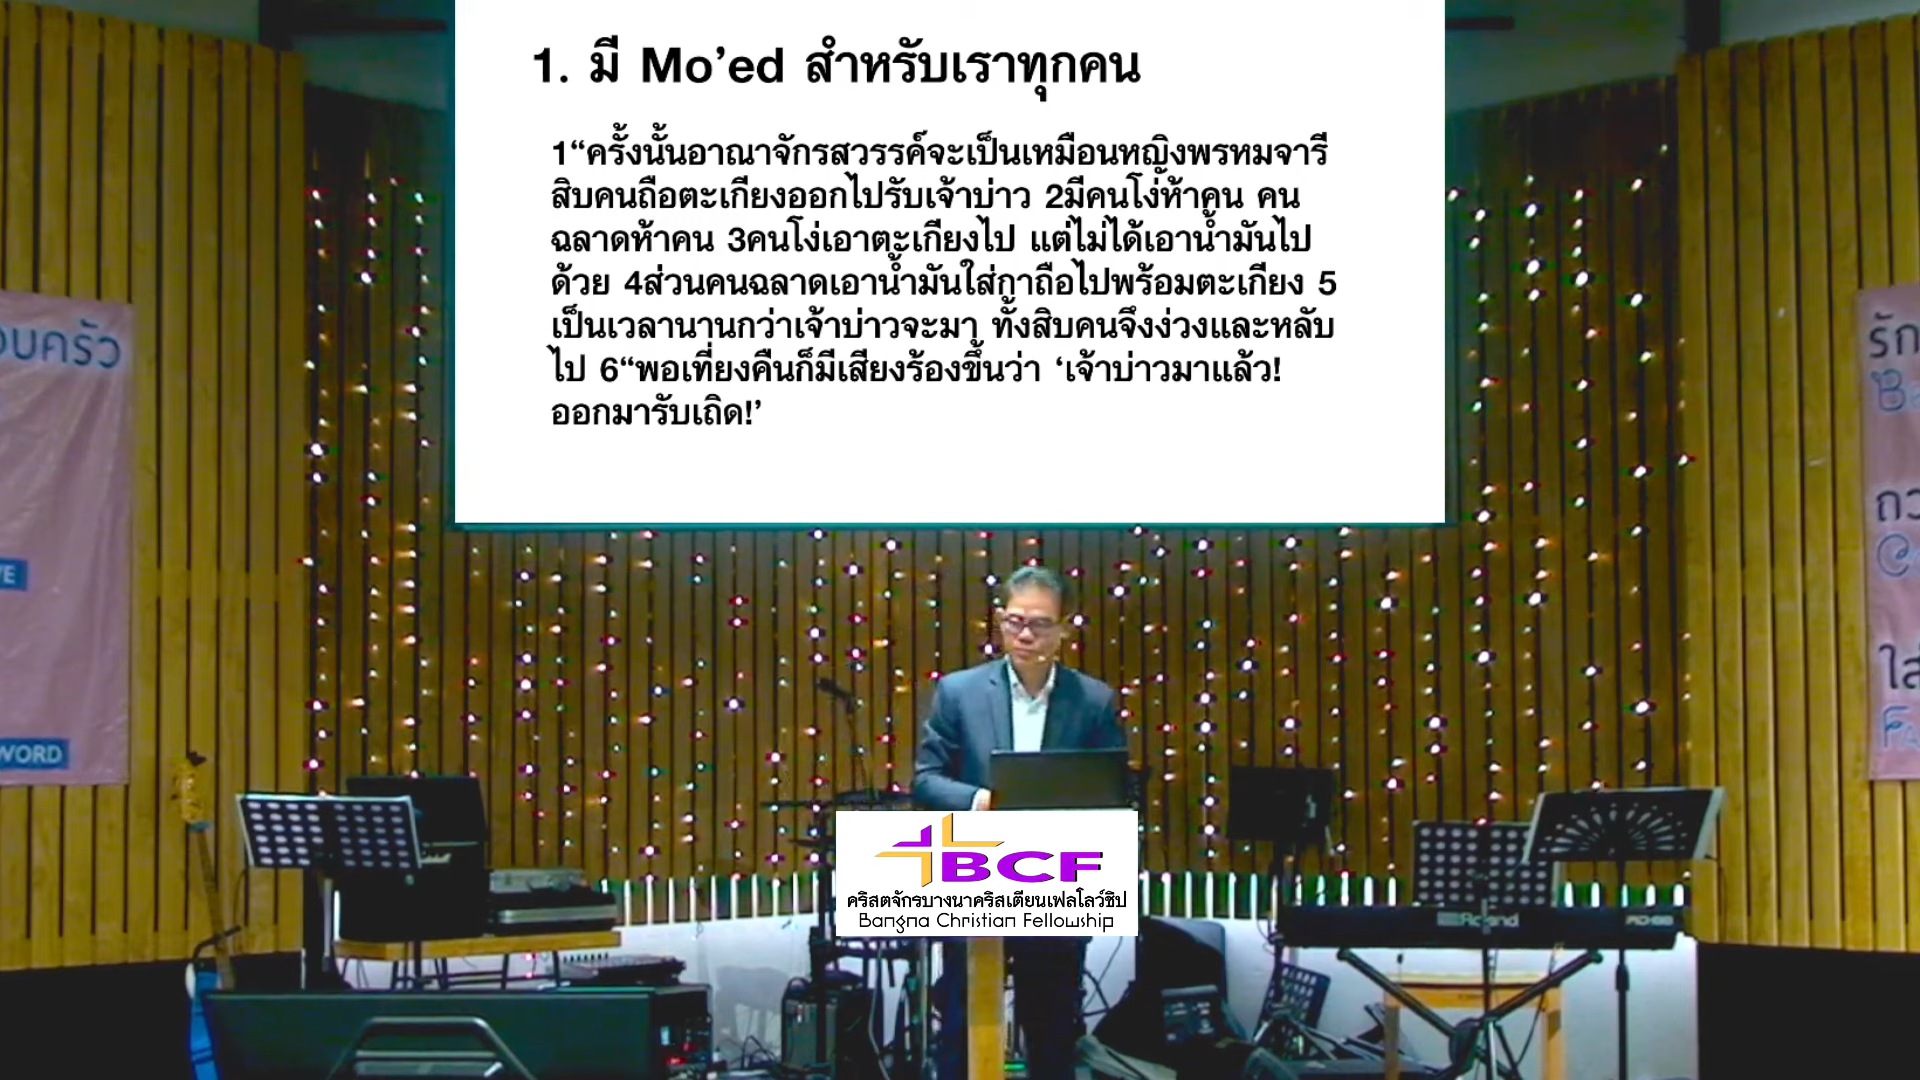 1. มี Mo’ed สำหรับเราทุกคน
1“ครั้งนั้นอาณาจักรสวรรค์จะเป็นเหมือนหญิงพรหมจารี
สิบคนถือตะเกียงออกไปรับเจ้าบ่าว 2มีคนโง่ห้าคน คน
ฉลาดห้าคน 3คนโง่เอาตะเกียงไป แต่ไม่ได้เอาน้ำมันไป
ด้วย 4ส่วนคนฉลาดเอาน้ำมันใส่กาถือไปพร้อมตะเกียง 5
เป็นเวลานานกว่าเจ้าบ่าวจะมา ทั้งสิบคนจึงง่วงและหลับ
ไป 6“พอเที่ยงคืนก็มีเสียงร้องขึ้นว่า ‘เจ้าบ่าวมาแล้ว!
ออกมารับเถิด!’
อบครัว
VE
WORD
รัก
ถว
ใส่
BCF
คริสตจักรบางนาคริสเตียนเฟลโลว์ชิป
Bangna Christian Fellowship
Roland